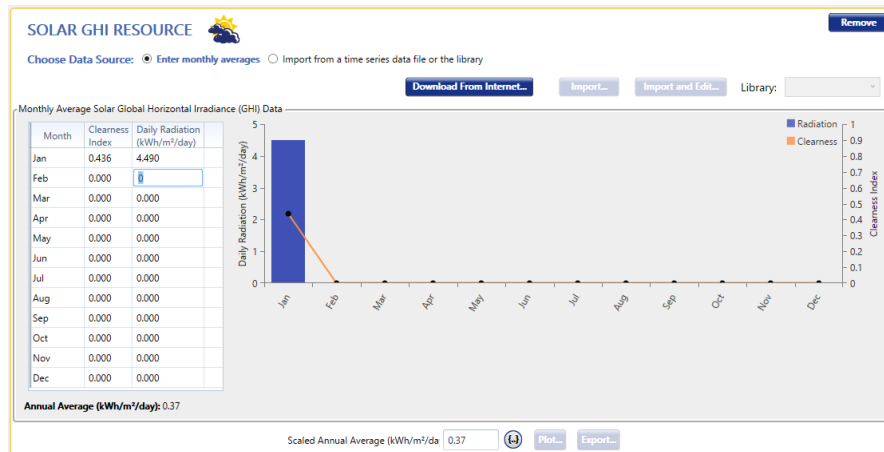 SOLAR GHI RESOURCE
Remove
Choose Data Source: Enter monthly averages Import from a time series data file or the library
Download From Internet... Import... Import and Edit... Library:
Monthly Average Solar Global Horizontal Irradiance (GHI) Data
Month Clearness Index Daily Radiation (kWh/m²/day)
Jan 0.436 4.490
Feb 0.000 0
Mar 0.000 0.000
Apr 0.000 0.000
May 0.000 0.000
Jun 0.000 0.000
Jul 0.000 0.000
Aug 0.000 0.000
Sep 0.000 0.000
Oct 0.000 0.000
Nov 0.000 0.000
Dec 0.000 0.000
Annual Average (kWh/m²/day): 0.37
Daily Radiation (kWh/m²/day)
5
4
3
2
1
0
Jan Feb Mar Apr May Jun Jul Aug Sep Oct Nov Dec
Radiation
Clearness
1
0.9
0.8
0.7
0.6
0.5
0.4
0.3
0.2
0.1
0
Clearness Index
Scaled Annual Average (kWh/m²/da 0.37 {..} Plot... Export...